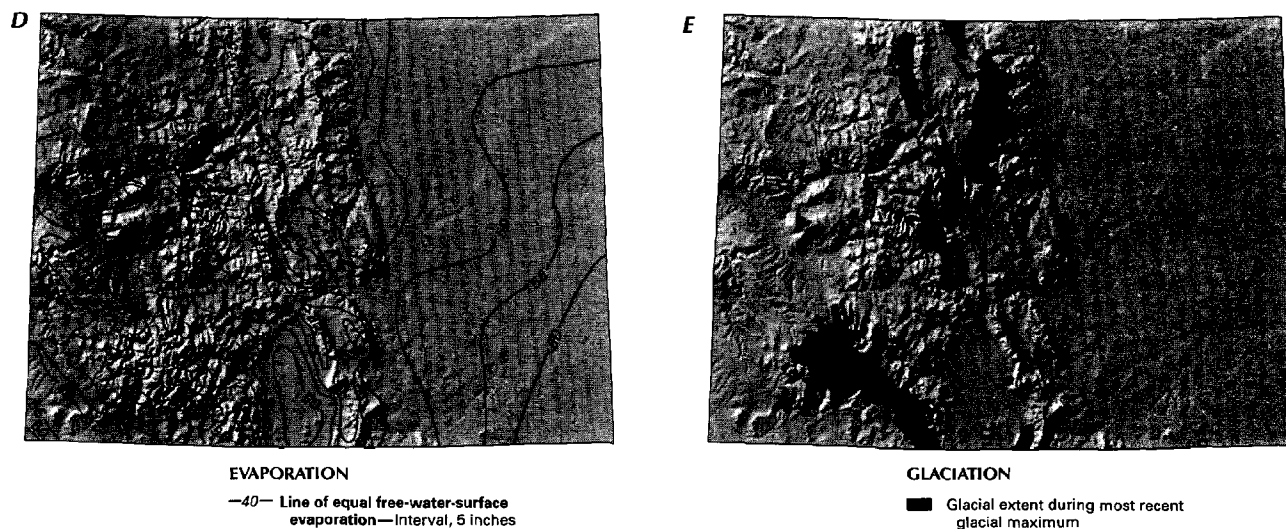 D
E
EVAPORATION
—40— Line of equal free-water-surface
evaporation—Interval, 5 inches
GLACIATION
Glacial extent during most recent
glacial maximum